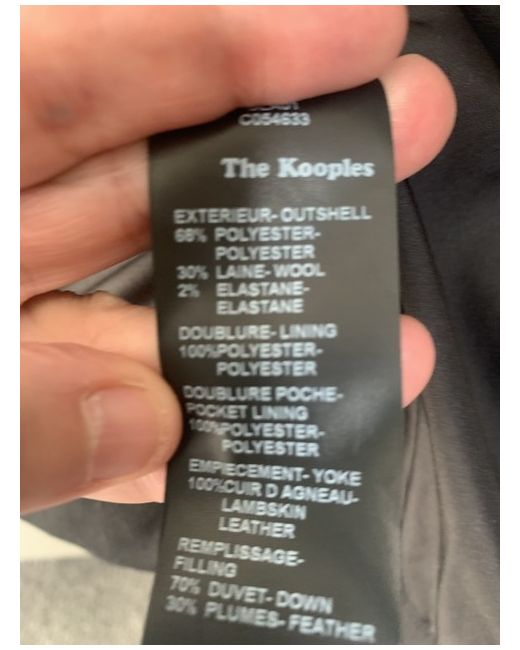 C054633
The Kooples
EXTERIEUR-OUTSHELL
68% POLYESTER-
POLYESTER
30% LAINE-WOOL
2% ELASTANE-
ELASTANE
DOUBLURE-LINING
100%POLYESTER-
POLYESTER
DOUBLURE POCHE-
POCKET LINING
100%POLYESTER-
POLYESTER
EMPIECEMENT-YOKE
100%CUIR D AGNEAU-
LAMBSKIN
LEATHER
REMPLISSAGE-
FILLING
70% DUVET-DOWN
30% PLUMES-FEATHER